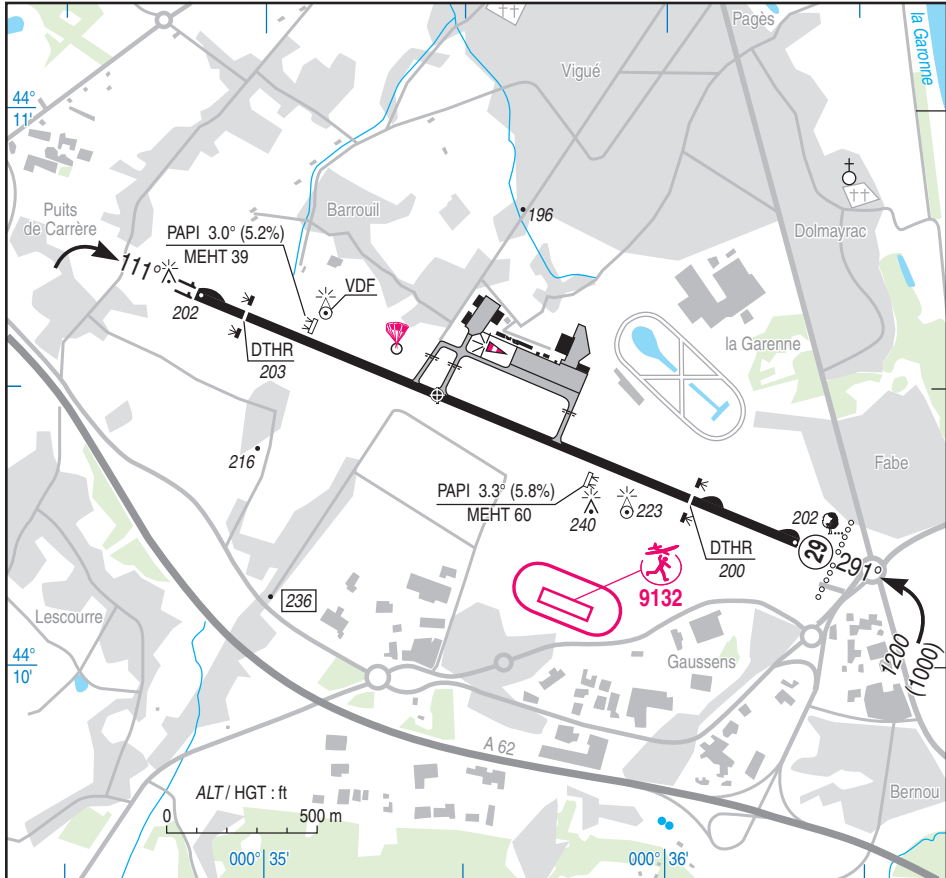 Pagès
la Garonne
Vigué
44°
11'
Puits
de Carrère
Barrouil
196
Dolmayrac
PAPI 3.0° (5.2%)
MEHT 39
111°
VDF
202
DTHR
203
la Garenne
216
Fabe
PAPI 3.3° (5.8%)
MEHT 60
240
223
202
29
291°
DTHR
200
9132
236
Lescourre
44°
10'
Gaussens
1200
(1000)
A 62
Bernou
ALT / HGT : ft
0
500 m
000° 35'
000° 36'